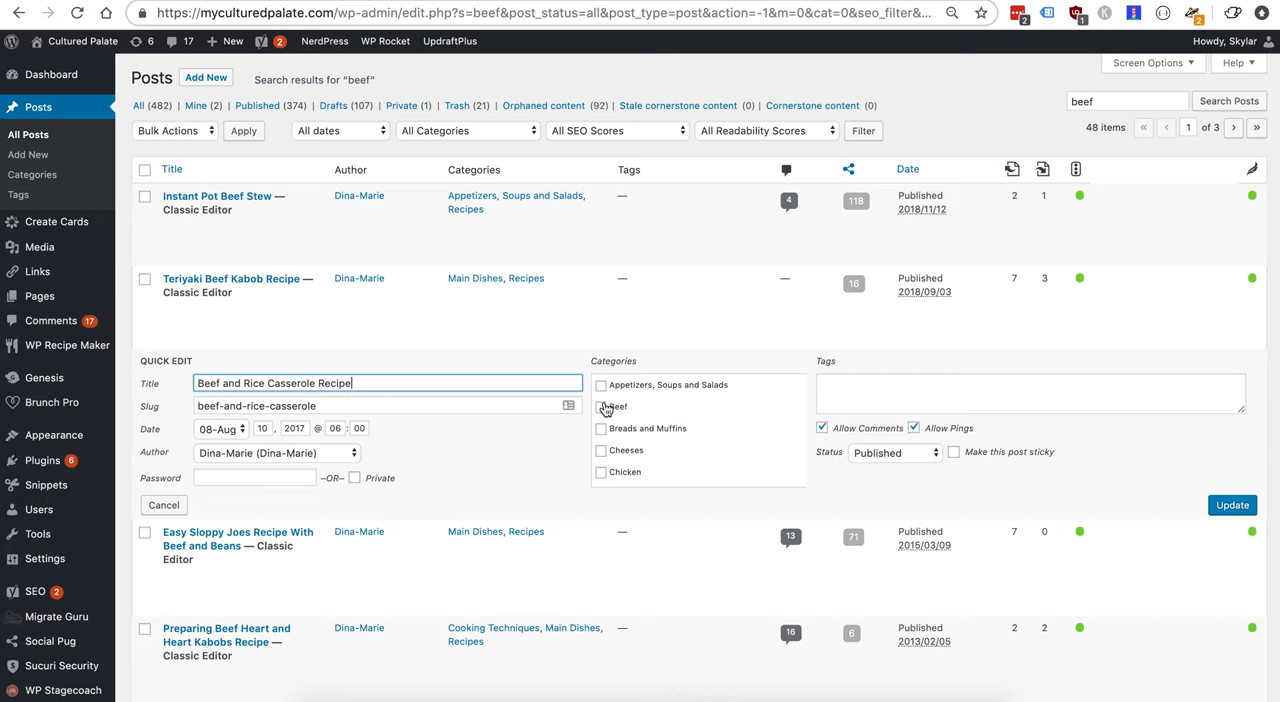 https://myculturedpalate.com/wp-admin/edit.php?s=beef&post_status=all&post_type=post&action=-1&m=0&cat=0&seo_filter&...
2
1
2
Cultured Palate 6 17 New 2 NerdPress WP Rocket UpdraftPlus Howdy, Skylar
Dashboard
Posts
All Posts
Add New
Categories
Tags
Create Cards
Media
Links
Pages
Comments 17
WP Recipe Maker
Genesis
Brunch Pro
Appearance
Plugins 6
Snippets
Users
Tools
Settings
SEO 2
Migrate Guru
Social Pug
Sucuri Security
WP Stagecoach
Screen Options Help
Posts Add New Search results for “beef”
All (482) | Mine (2) | Published (374) | Drafts (107) | Private (1) | Trash (21) | Orphaned content (92) | Stale cornerstone content (0) | Cornerstone content (0)
beef Search Posts
Bulk Actions Apply All dates All Categories All SEO Scores All Readability Scores Filter
48 items « ‹ 1 of 3 › »
Title Author Categories Tags Date
Instant Pot Beef Stew — Classic Editor
Dina-Marie
Appetizers, Soups and Salads, Recipes
—
4
118
Published 2018/11/12
2 1
Teriyaki Beef Kabob Recipe — Classic Editor
Dina-Marie
Main Dishes, Recipes
—
—
16
Published 2018/09/03
7 3
QUICK EDIT
Title Beef and Rice Casserole Recipe
Slug beef-and-rice-casserole
Date 08-Aug 10 , 2017 @ 06 : 00
Author Dina-Marie (Dina-Marie)
Password –OR– Private
Categories
Appetizers, Soups and Salads
Beef
Breads and Muffins
Cheeses
Chicken
Tags
Allow Comments Allow Pings
Status Published Make this post sticky
Cancel Update
Easy Sloppy Joes Recipe With Beef and Beans — Classic Editor
Dina-Marie
Main Dishes, Recipes
—
13
71
Published 2015/03/09
7 0
Preparing Beef Heart and Heart Kabobs Recipe — Classic Editor
Dina-Marie
Cooking Techniques, Main Dishes, Recipes
—
16
6
Published 2013/02/05
2 2